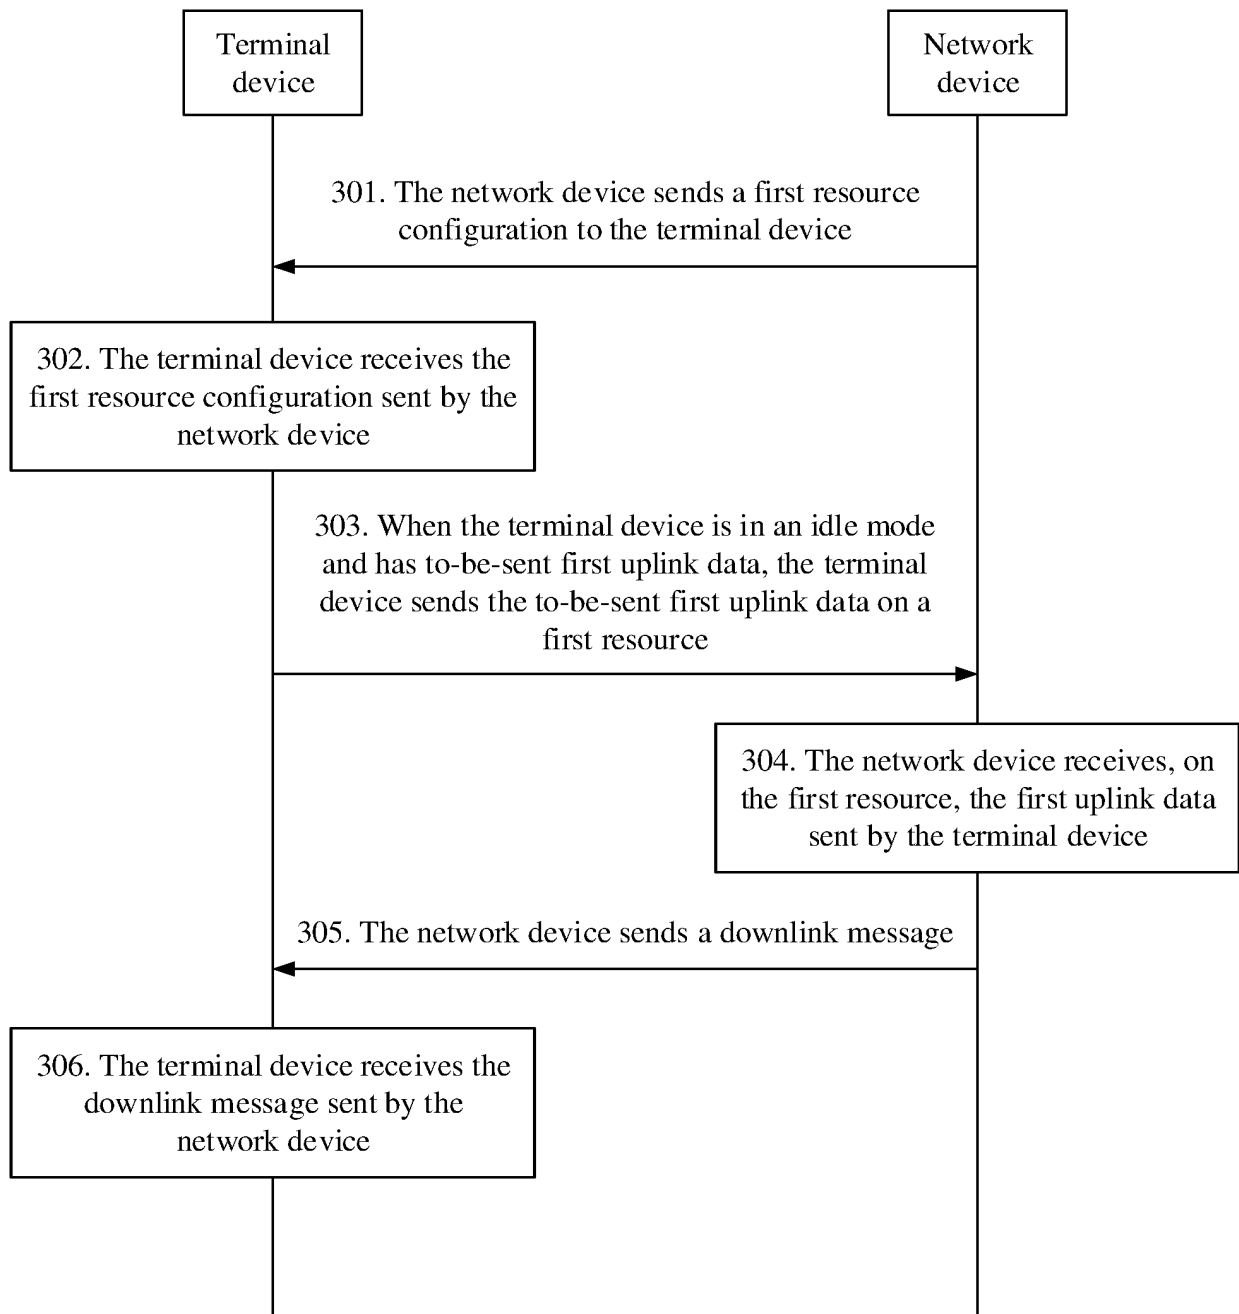 Terminal
device
Network
device
301. The network device sends a first resource
configuration to the terminal device
302. The terminal device receives the
first resource configuration sent by the
network device
303. When the terminal device is in an idle mode
and has to-be-sent first uplink data, the terminal
device sends the to-be-sent first uplink data on a
first resource
304. The network device receives, on
the first resource, the first uplink data
sent by the terminal device
305. The network device sends a downlink message
306. The terminal device receives the
downlink message sent by the
network device